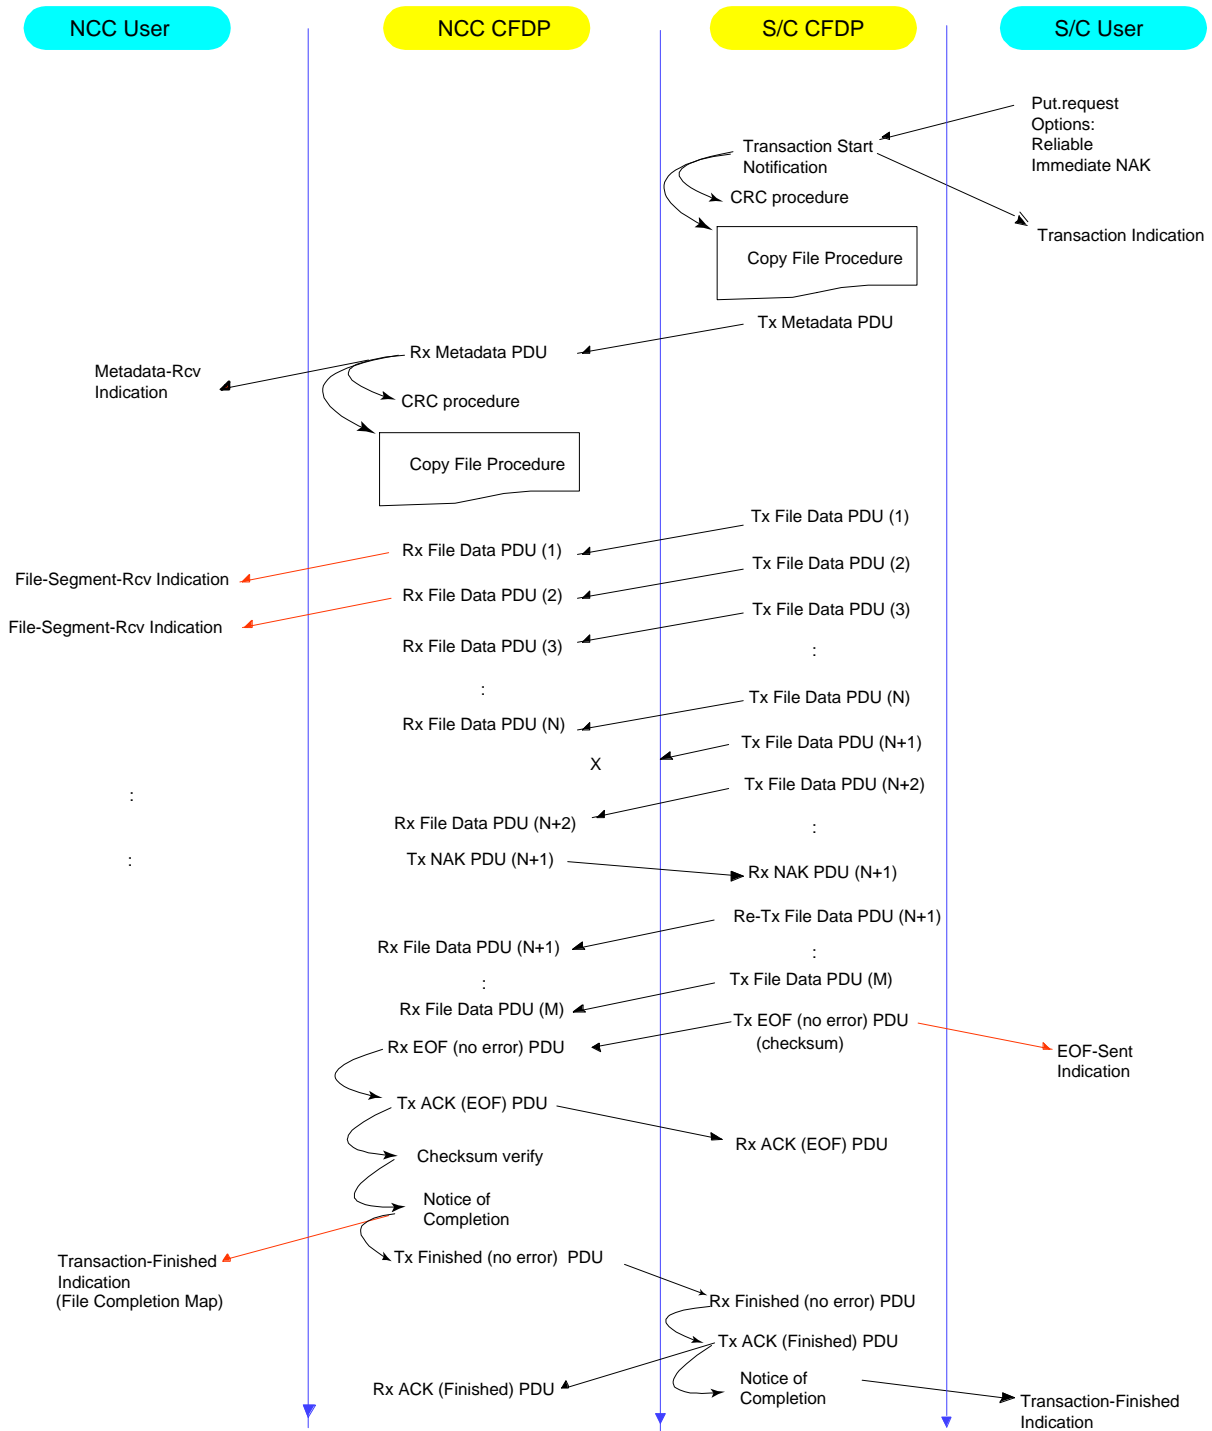 NCC User
NCC CFDP
S/C CFDP
S/C User
Put.request
Options:
Reliable
Immediate NAK
Transaction Start
Notification
CRC procedure
Transaction Indication
Copy File Procedure
Tx Metadata PDU
Rx Metadata PDU
Metadata-Rcv
Indication
CRC procedure
Copy File Procedure
Tx File Data PDU (1)
Rx File Data PDU (1)
File-Segment-Rcv Indication
Tx File Data PDU (2)
Rx File Data PDU (2)
File-Segment-Rcv Indication
Tx File Data PDU (3)
Rx File Data PDU (3)
:
:
Tx File Data PDU (N)
Rx File Data PDU (N)
Tx File Data PDU (N+1)
X
Tx File Data PDU (N+2)
:
Rx File Data PDU (N+2)
:
:
Tx NAK PDU (N+1)
Rx NAK PDU (N+1)
Re-Tx File Data PDU (N+1)
Rx File Data PDU (N+1)
:
:
Tx File Data PDU (M)
Rx File Data PDU (M)
Tx EOF (no error) PDU
(checksum)
Rx EOF (no error) PDU
EOF-Sent
Indication
Tx ACK (EOF) PDU
Rx ACK (EOF) PDU
Checksum verify
Notice of
Completion
Transaction-Finished
Indication
(File Completion Map)
Tx Finished (no error) PDU
Rx Finished (no error) PDU
Tx ACK (Finished) PDU
Rx ACK (Finished) PDU
Notice of
Completion
Transaction-Finished
Indication